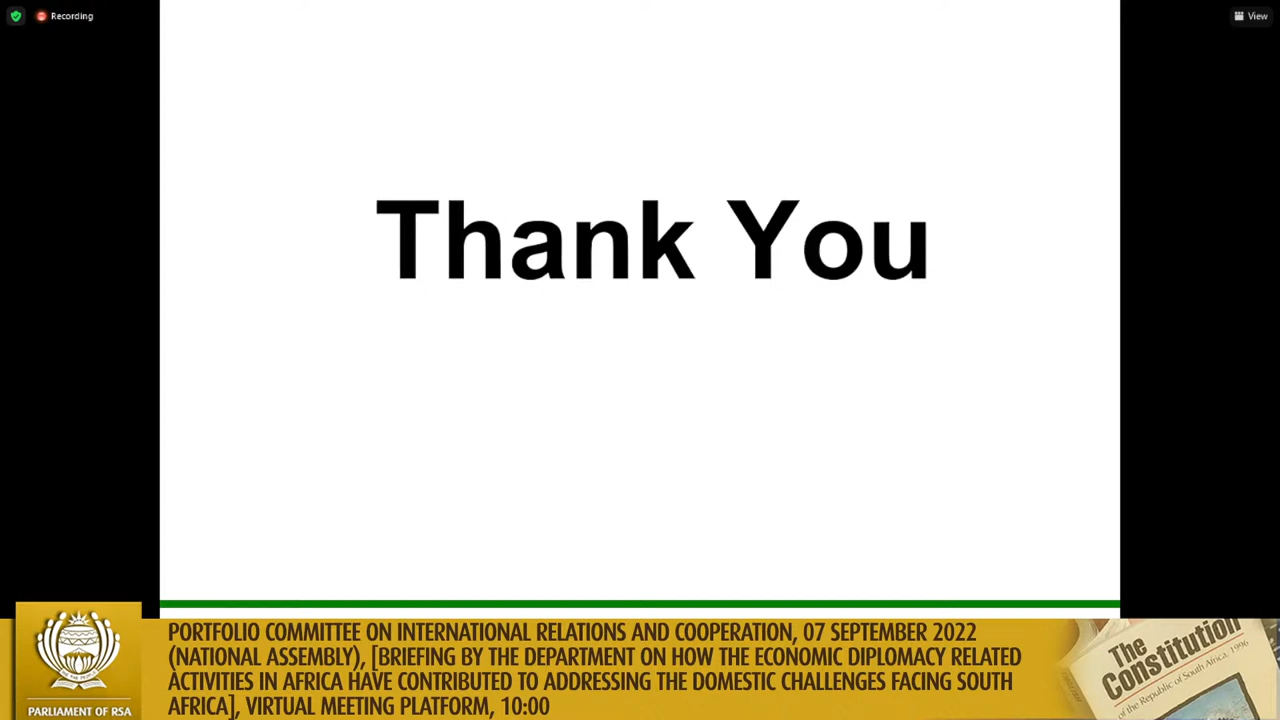 Recording
View
Thank You
PORTFOLIO COMMITTEE ON INTERNATIONAL RELATIONS AND COOPERATION, 07 SEPTEMBER 2022
(NATIONAL ASSEMBLY), [BRIEFING BY THE DEPARTMENT ON HOW THE ECONOMIC DIPLOMACY RELATED
ACTIVITIES IN AFRICA HAVE CONTRIBUTED TO ADDRESSING THE DOMESTIC CHALLENGES FACING SOUTH
AFRICA], VIRTUAL MEETING PLATFORM, 10:00
PARLIAMENT OF RSA
The
Constitution
of the Republic of South Africa, 1996